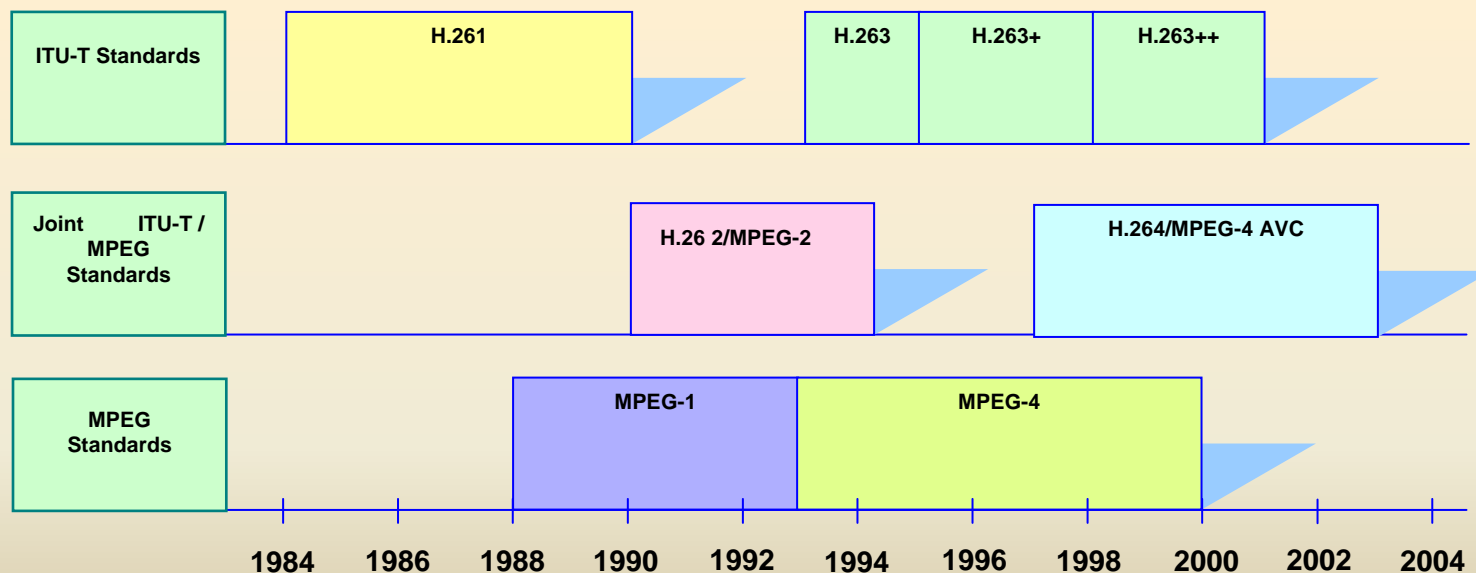 ITU-T Standards
H.261
H.263
H.263+
H.263++
Joint ITU-T /
MPEG
Standards
H.26 2/MPEG-2
H.264/MPEG-4 AVC
MPEG
Standards
MPEG-1
MPEG-4
1984 1986 1988 1990 1992 1994 1996 1998 2000 2002 2004